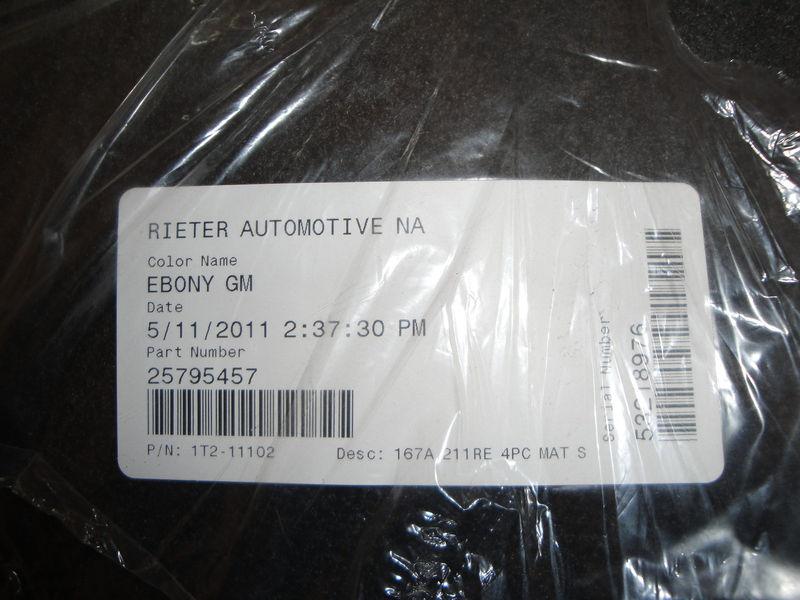 RIETER AUTOMOTIVE NA
Color Name
EBONY GM
Date
5/11/2011 2:37:30 PM
Part Number
25795457
P/N: 1T2-11102
Desc: 167A 211RE 4PC MAT S
Serial Number